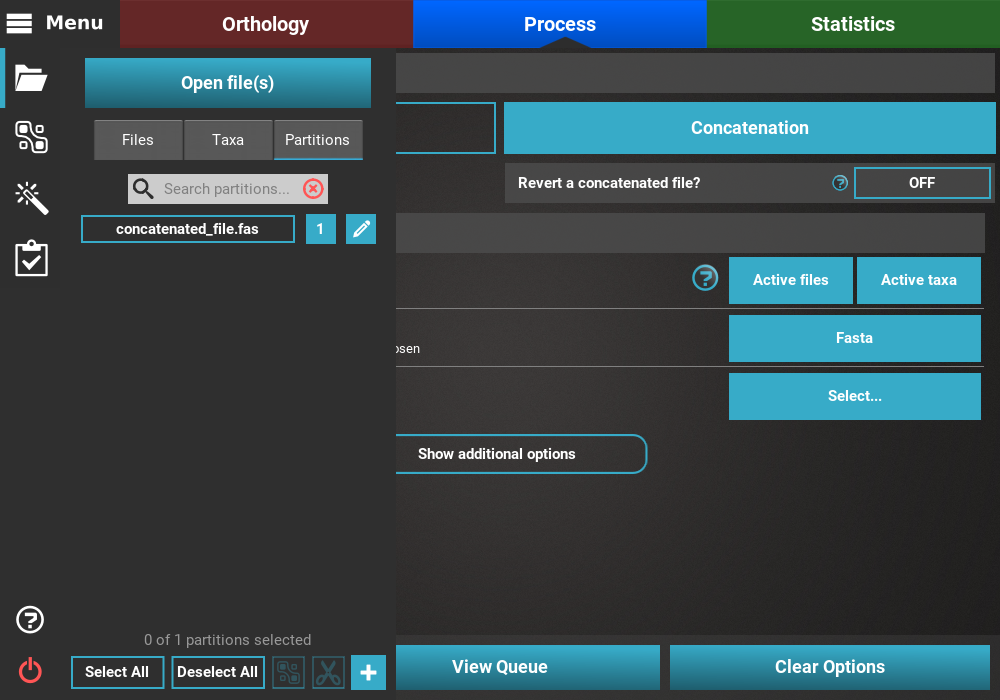 Menu
Orthology
Process
Statistics
Open file(s)
Files
Taxa
Partitions
Search partitions...
concatenated_file.fas
1
Concatenation
Revert a concatenated file?
?
OFF
?
Active files
Active taxa
Fasta
Select...
Show additional options
?
0 of 1 partitions selected
Select All
Deselect All
View Queue
Clear Options